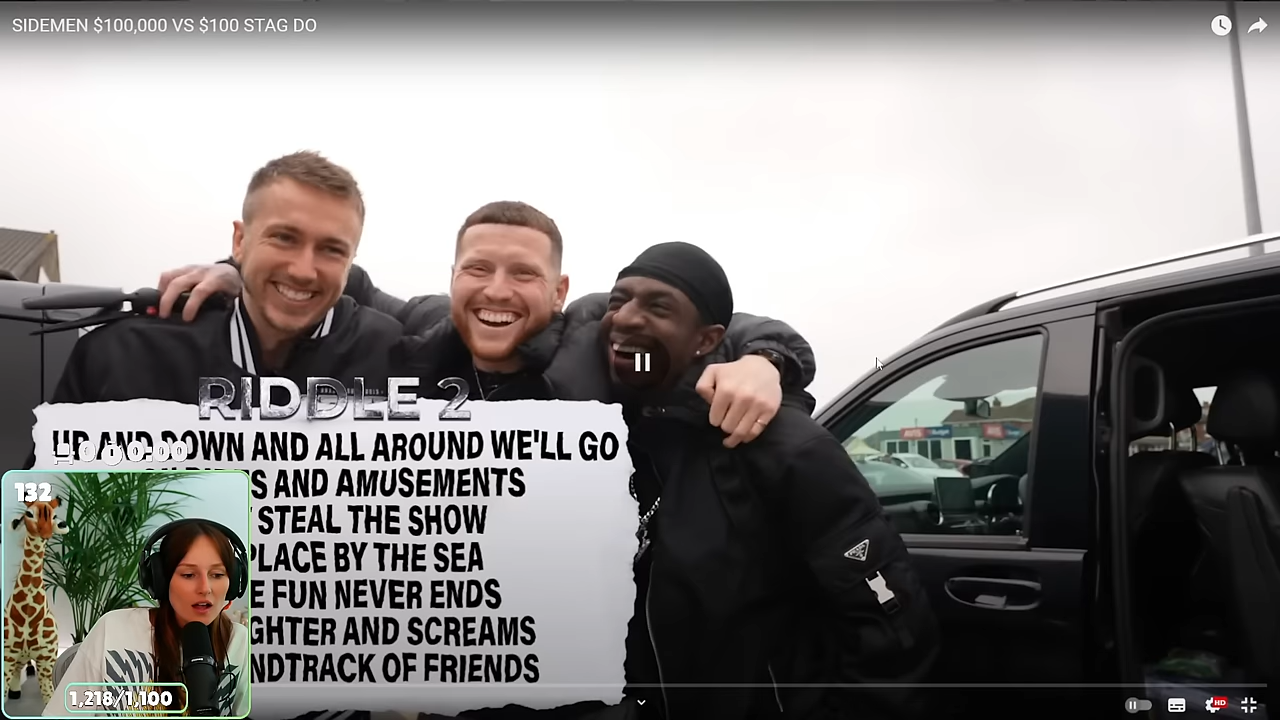 SIDEMEN $100,000 VS $100 STAG DO
RIDDLE 2
UP AND DOWN AND ALL AROUND WE'LL GO
S AND AMUSEMENTS
STEAL THE SHOW
PLACE BY THE SEA
E FUN NEVER ENDS
GHTER AND SCREAMS
NDTRACK OF FRIENDS
132
1,218/1,100
HD